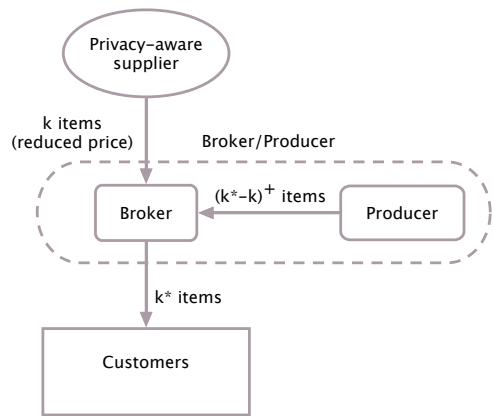 Privacy-aware
supplier
k items
(reduced price)
Broker/Producer
Broker
(k*-k)+ items
Producer
k* items
Customers